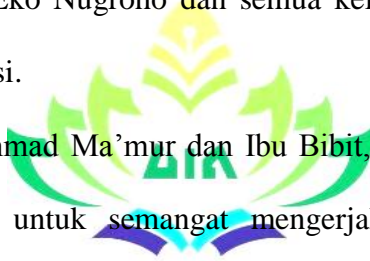 Eko Nugroho dan semua ke
si.
mad Ma’mur dan Ibu Bibit,
untuk semangat mengerja